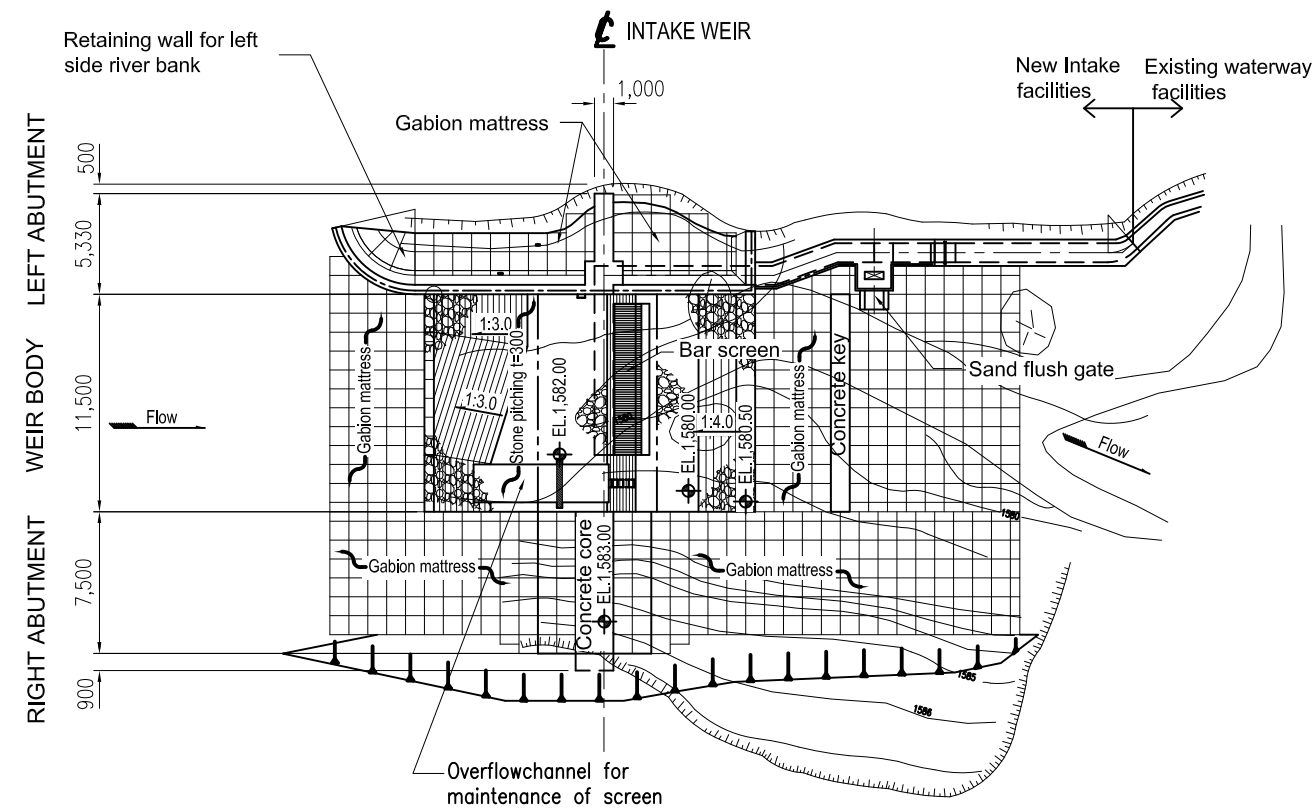 ℄ INTAKE WEIR
Retaining wall for left
side river bank
1,000
New Intake
facilities
Existing waterway
facilities
Gabion mattress
LEFT ABUTMENT
500
5,330
WEIR BODY
11,500
RIGHT ABUTMENT
7,500
900
Flow
Gabion mattress
1:3.0
1:3.0
Stone pitching t=300
EL.1,582.00
Bar screen
EL.1,580.00
1:4.0
EL.1,580.50
Gabion mattress
Concrete key
Sand flush gate
Flow
1580
Gabion mattress
Concrete core
EL.1,583.00
Gabion mattress
1585
1586
Overflowchannel for
maintenance of screen